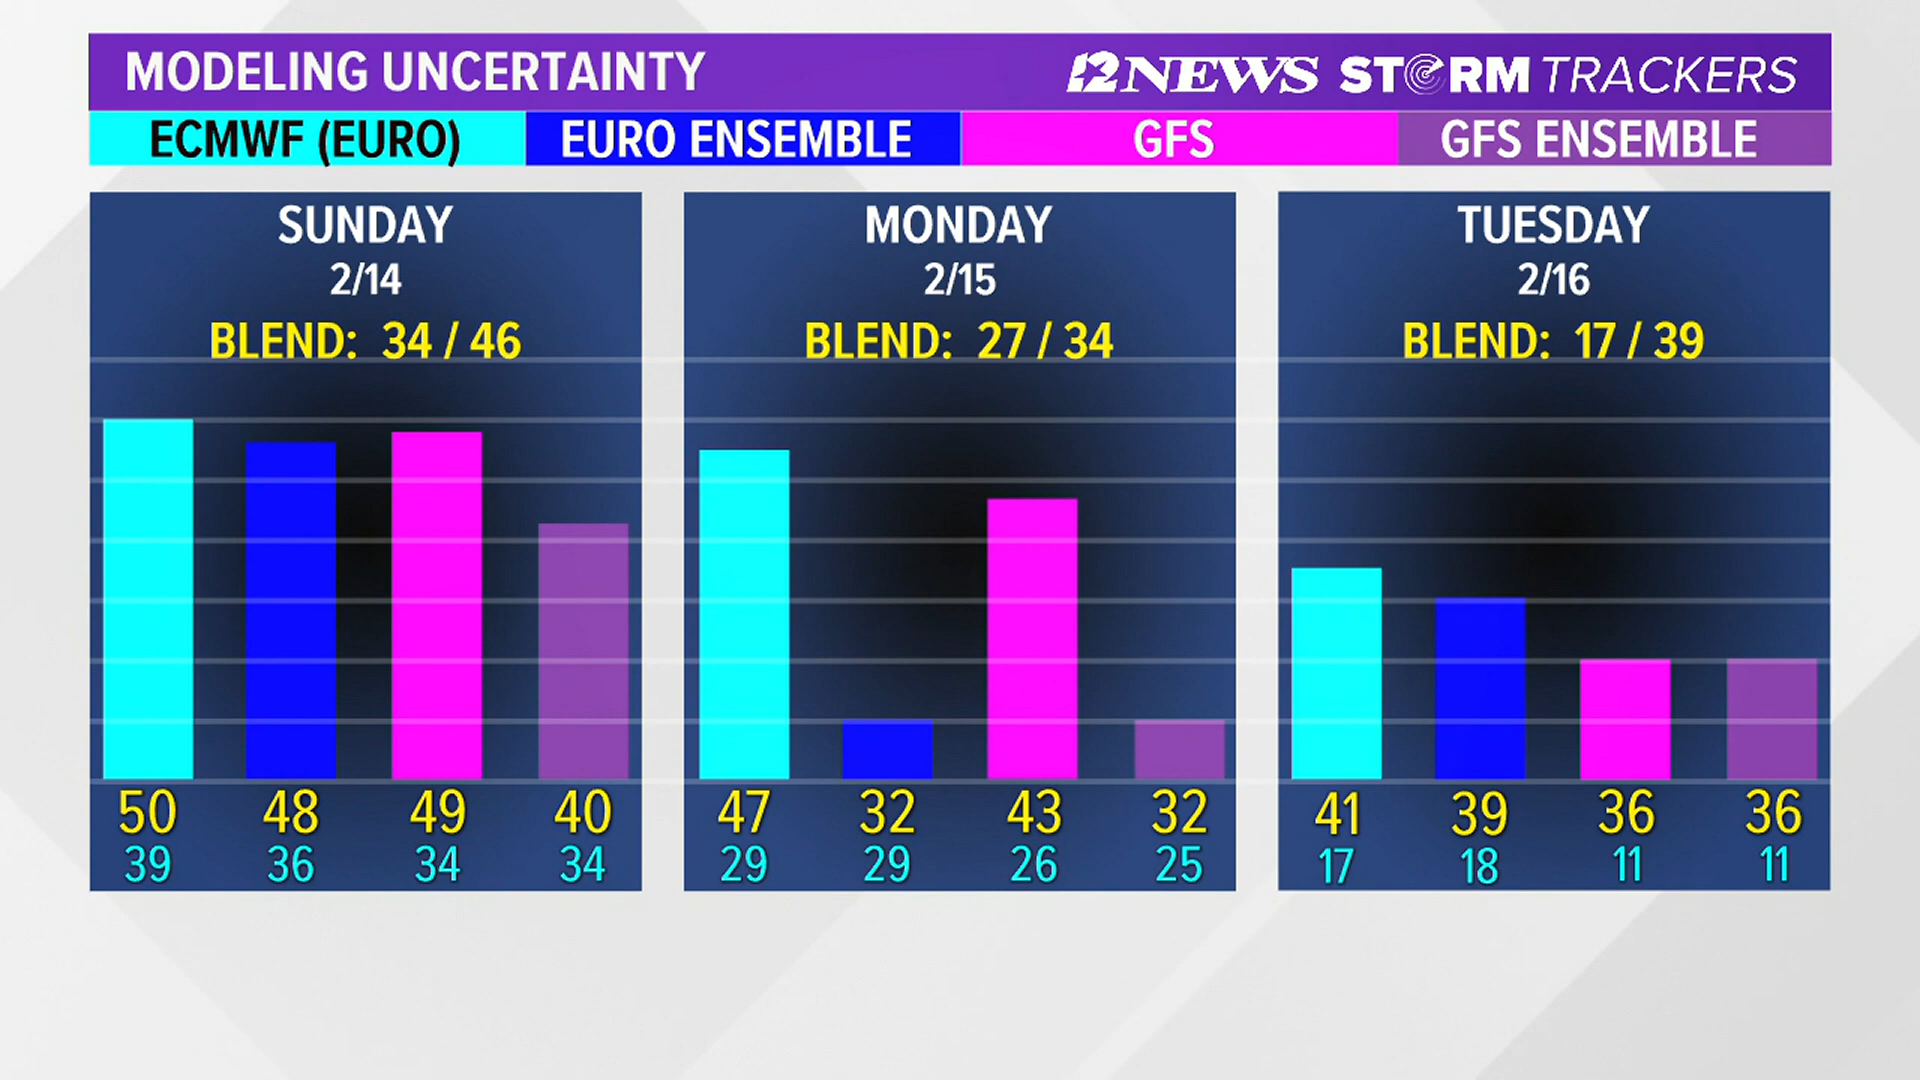 MODELING UNCERTAINTY
12NEWS STORM TRACKERS
ECMWF (EURO) EURO ENSEMBLE GFS GFS ENSEMBLE
SUNDAY
2/14
BLEND: 34 / 46
50 48 49 40
39 36 34 34
MONDAY
2/15
BLEND: 27 / 34
47 32 43 32
29 29 26 25
TUESDAY
2/16
BLEND: 17 / 39
41 39 36 36
17 18 11 11